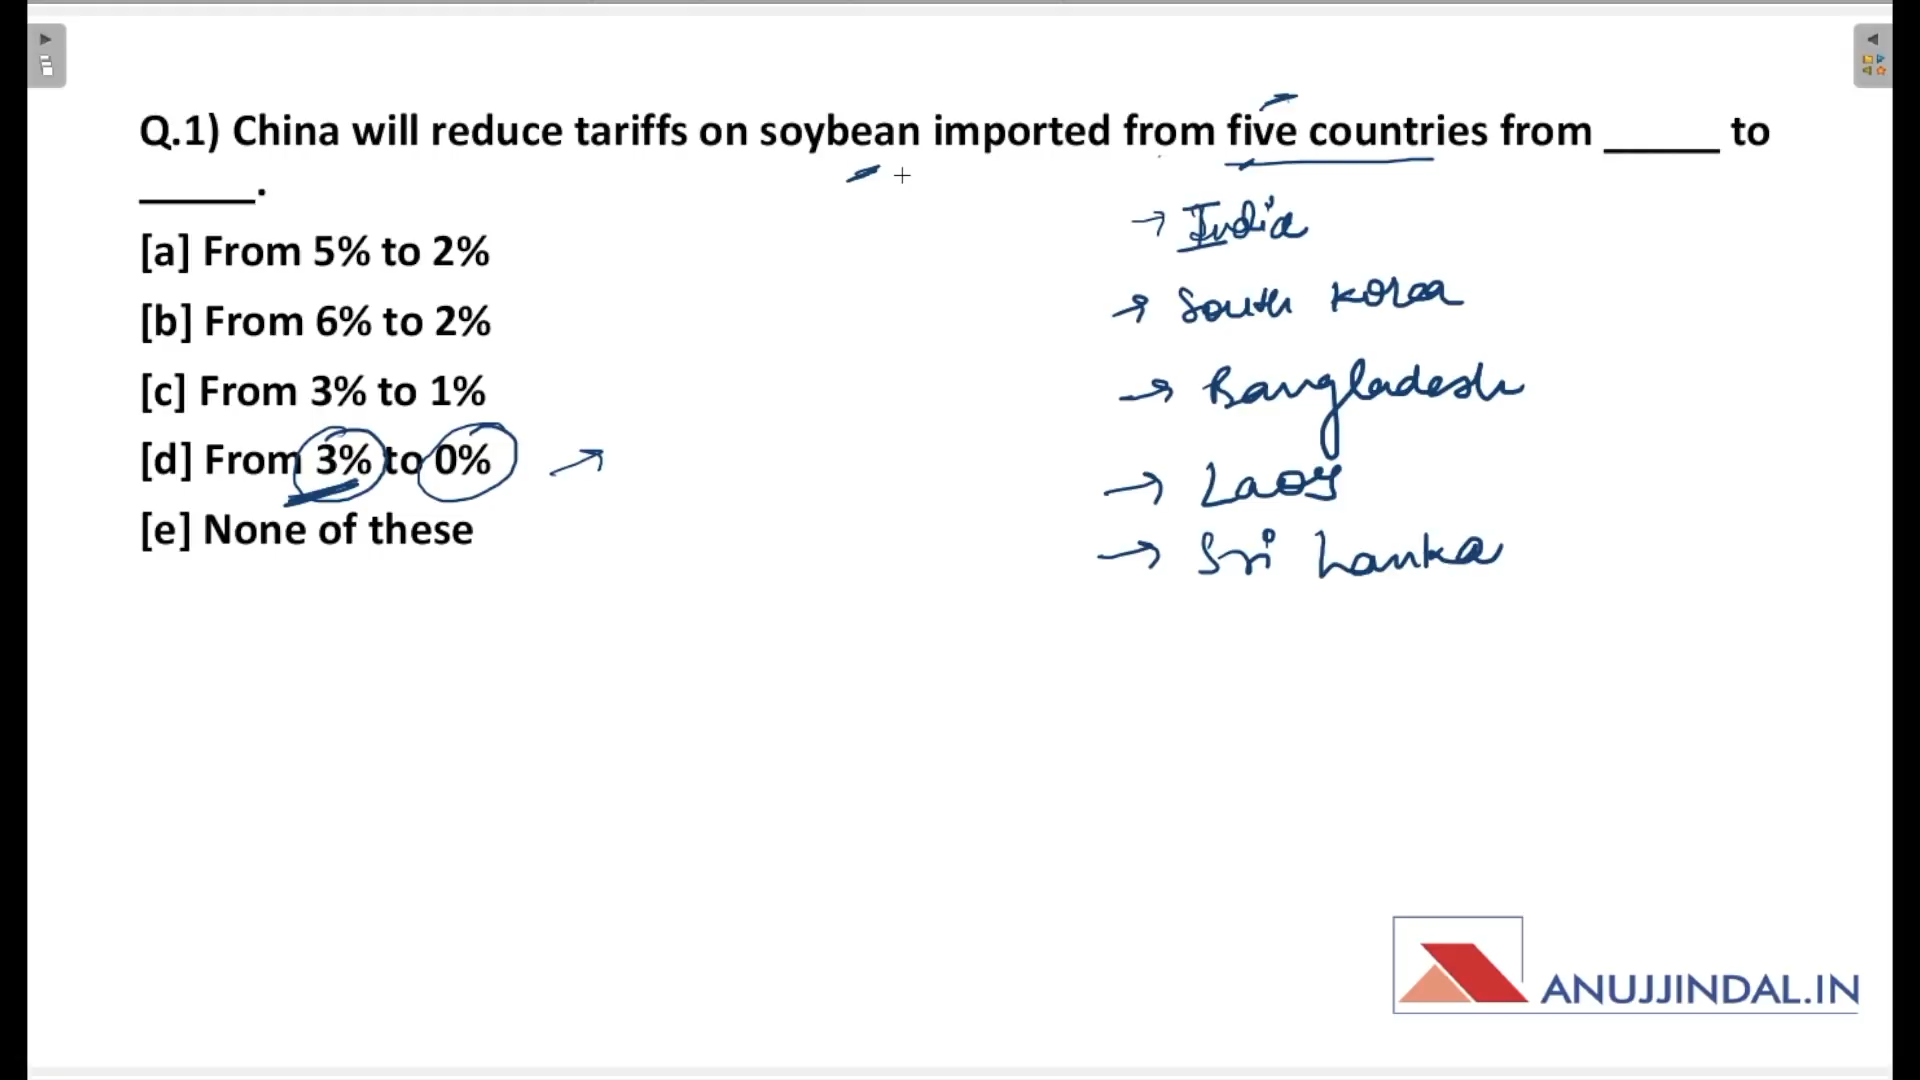 Q.1) China will reduce tariffs on soybean imported from five countries from _____ to
_____.
[a] From 5% to 2%
[b] From 6% to 2%
[c] From 3% to 1%
[d] From 3% to 0%
[e] None of these
→ India
→ South Korea
→ Bangladesh
→ Laos
→ Sri Lanka
ANUJJINDAL.IN